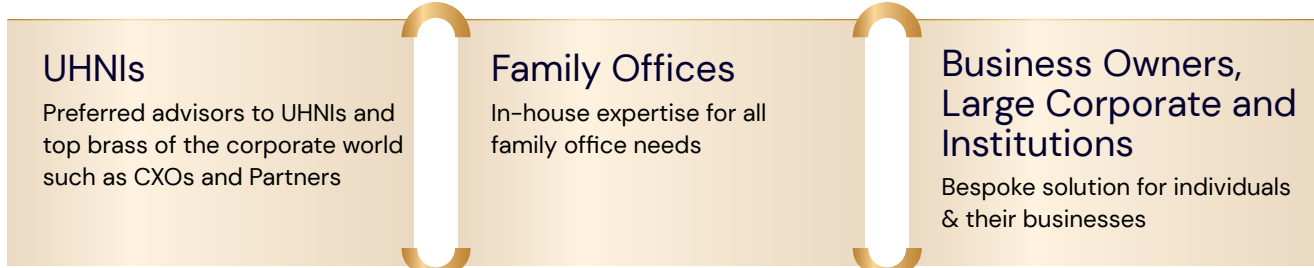 UHNIs
Preferred advisors to UHNIs and
top brass of the corporate world
such as CXOs and Partners
Family Offices
In-house expertise for all
family office needs
Business Owners,
Large Corporate and
Institutions
Bespoke solution for individuals
& their businesses